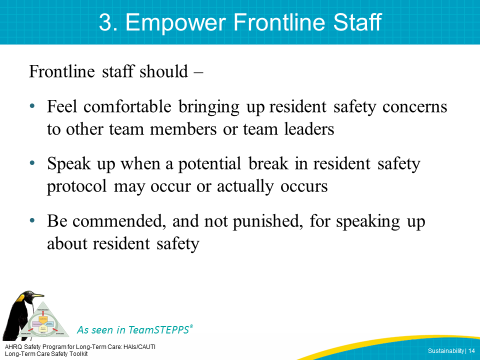 3. Empower Frontline Staff
Frontline staff should –
• Feel comfortable bringing up resident safety concerns
to other team members or team leaders
• Speak up when a potential break in resident safety
protocol may occur or actually occurs
• Be commended, and not punished, for speaking up
about resident safety
As seen in TeamSTEPPS®
AHRQ Safety Program for Long-Term Care: HAIs/CAUTI
Long-Term Care Safety Toolkit
Sustainability | 14